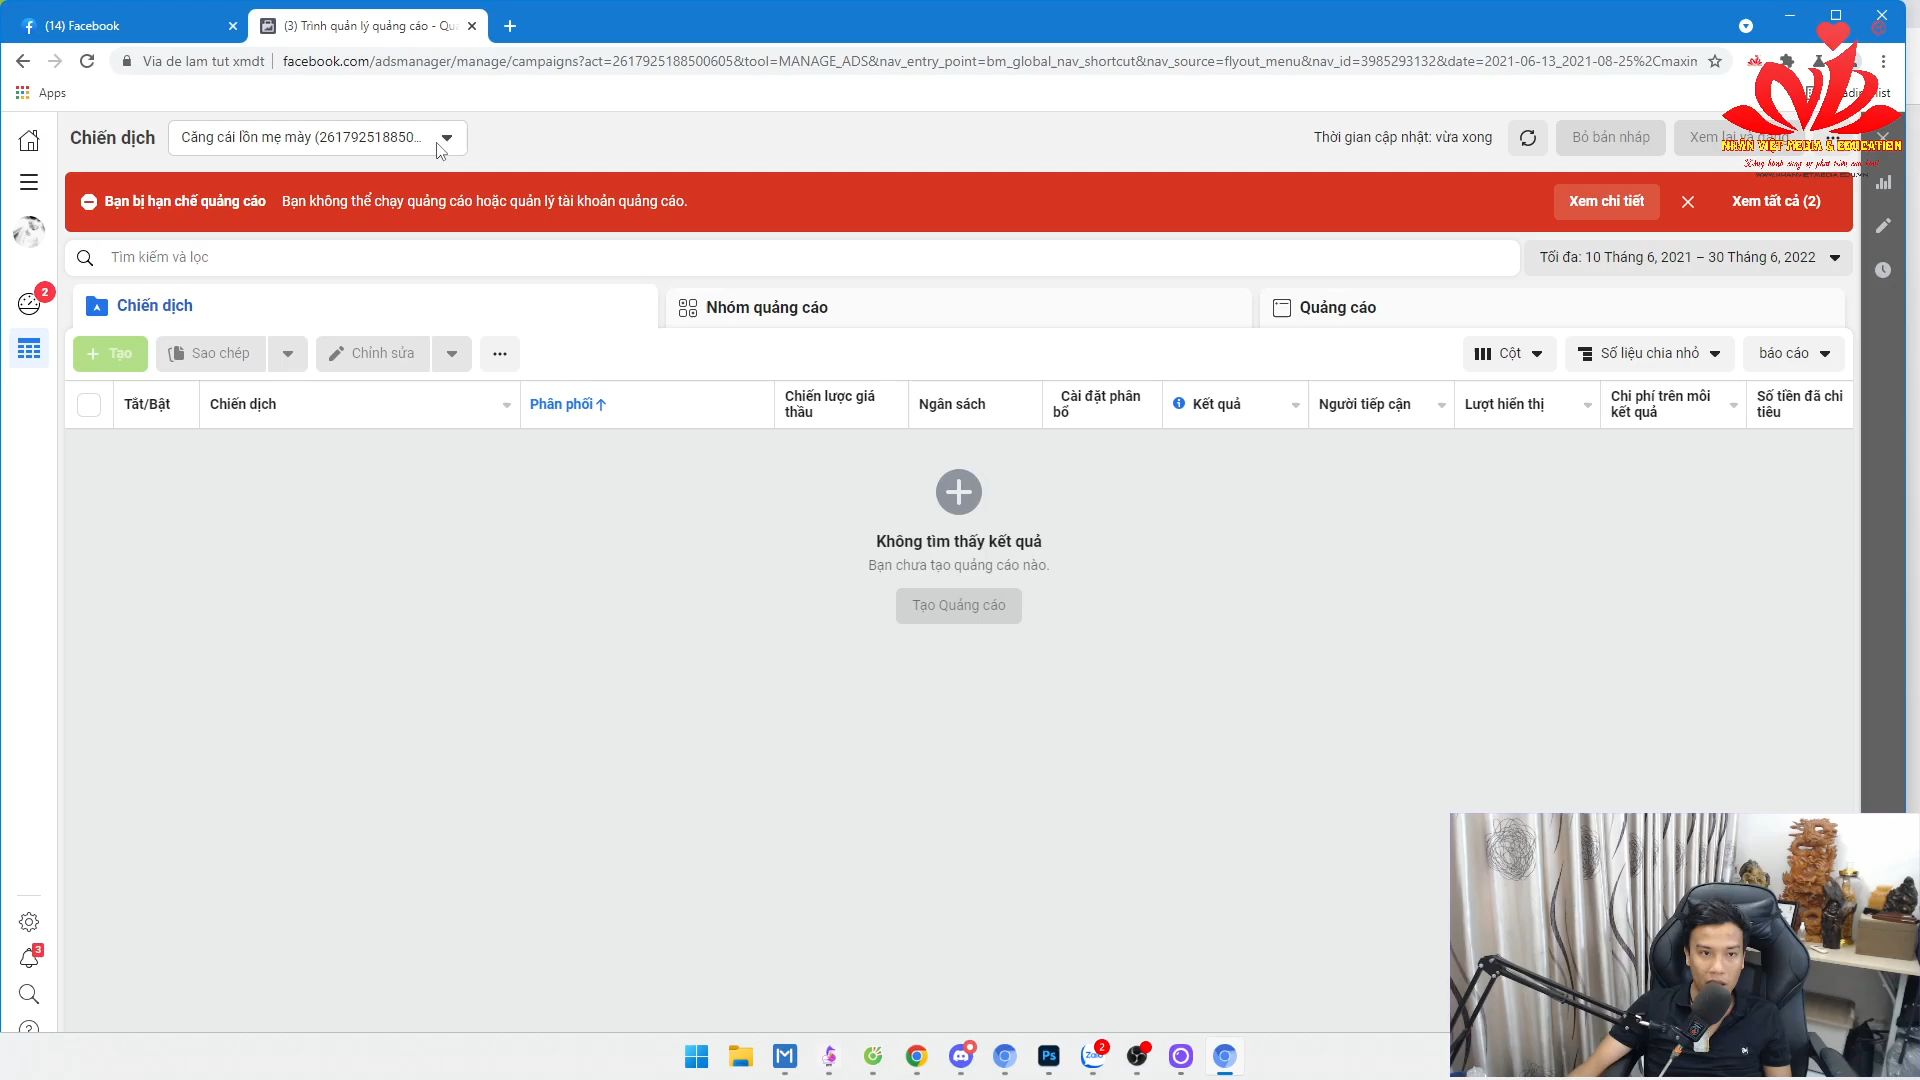 (14) Facebook
(3) Trình quản lý quảng cáo - Qu
Via de lam tut xmdt
facebook.com/adsmanager/manage/campaigns?act=2617925188500605&tool=MANAGE_ADS&nav_entry_point=bm_global_nav_shortcut&nav_source=flyout_menu&nav_id=3985293132&date=2021-06-13_2021-08-25%2Cmaxim
Apps
Chiến dịch
Căng cái lồn mẹ mày (261792518850...
Thời gian cập nhật: vừa xong
Bỏ bản nháp
Xem lại và đăng
NHÂN VIỆT MEDIA & EDUCATION
Bạn bị hạn chế quảng cáo
Bạn không thể chạy quảng cáo hoặc quản lý tài khoản quảng cáo.
Xem chi tiết
Xem tất cả (2)
Tìm kiếm và lọc
Tối đa: 10 Tháng 6, 2021 – 30 Tháng 6, 2022
2
Chiến dịch
Nhóm quảng cáo
Quảng cáo
+ Tạo
Sao chép
Chỉnh sửa
Cột
Số liệu chia nhỏ
báo cáo
Tắt/Bật
Chiến dịch
Phân phối↑
Chiến lược giá thầu
Ngân sách
Cài đặt phân bổ
Kết quả
Người tiếp cận
Lượt hiển thị
Chi phí trên mỗi kết quả
Số tiền đã chi tiêu
Không tìm thấy kết quả
Bạn chưa tạo quảng cáo nào.
Tạo Quảng cáo
3
Ps
Zalo
2